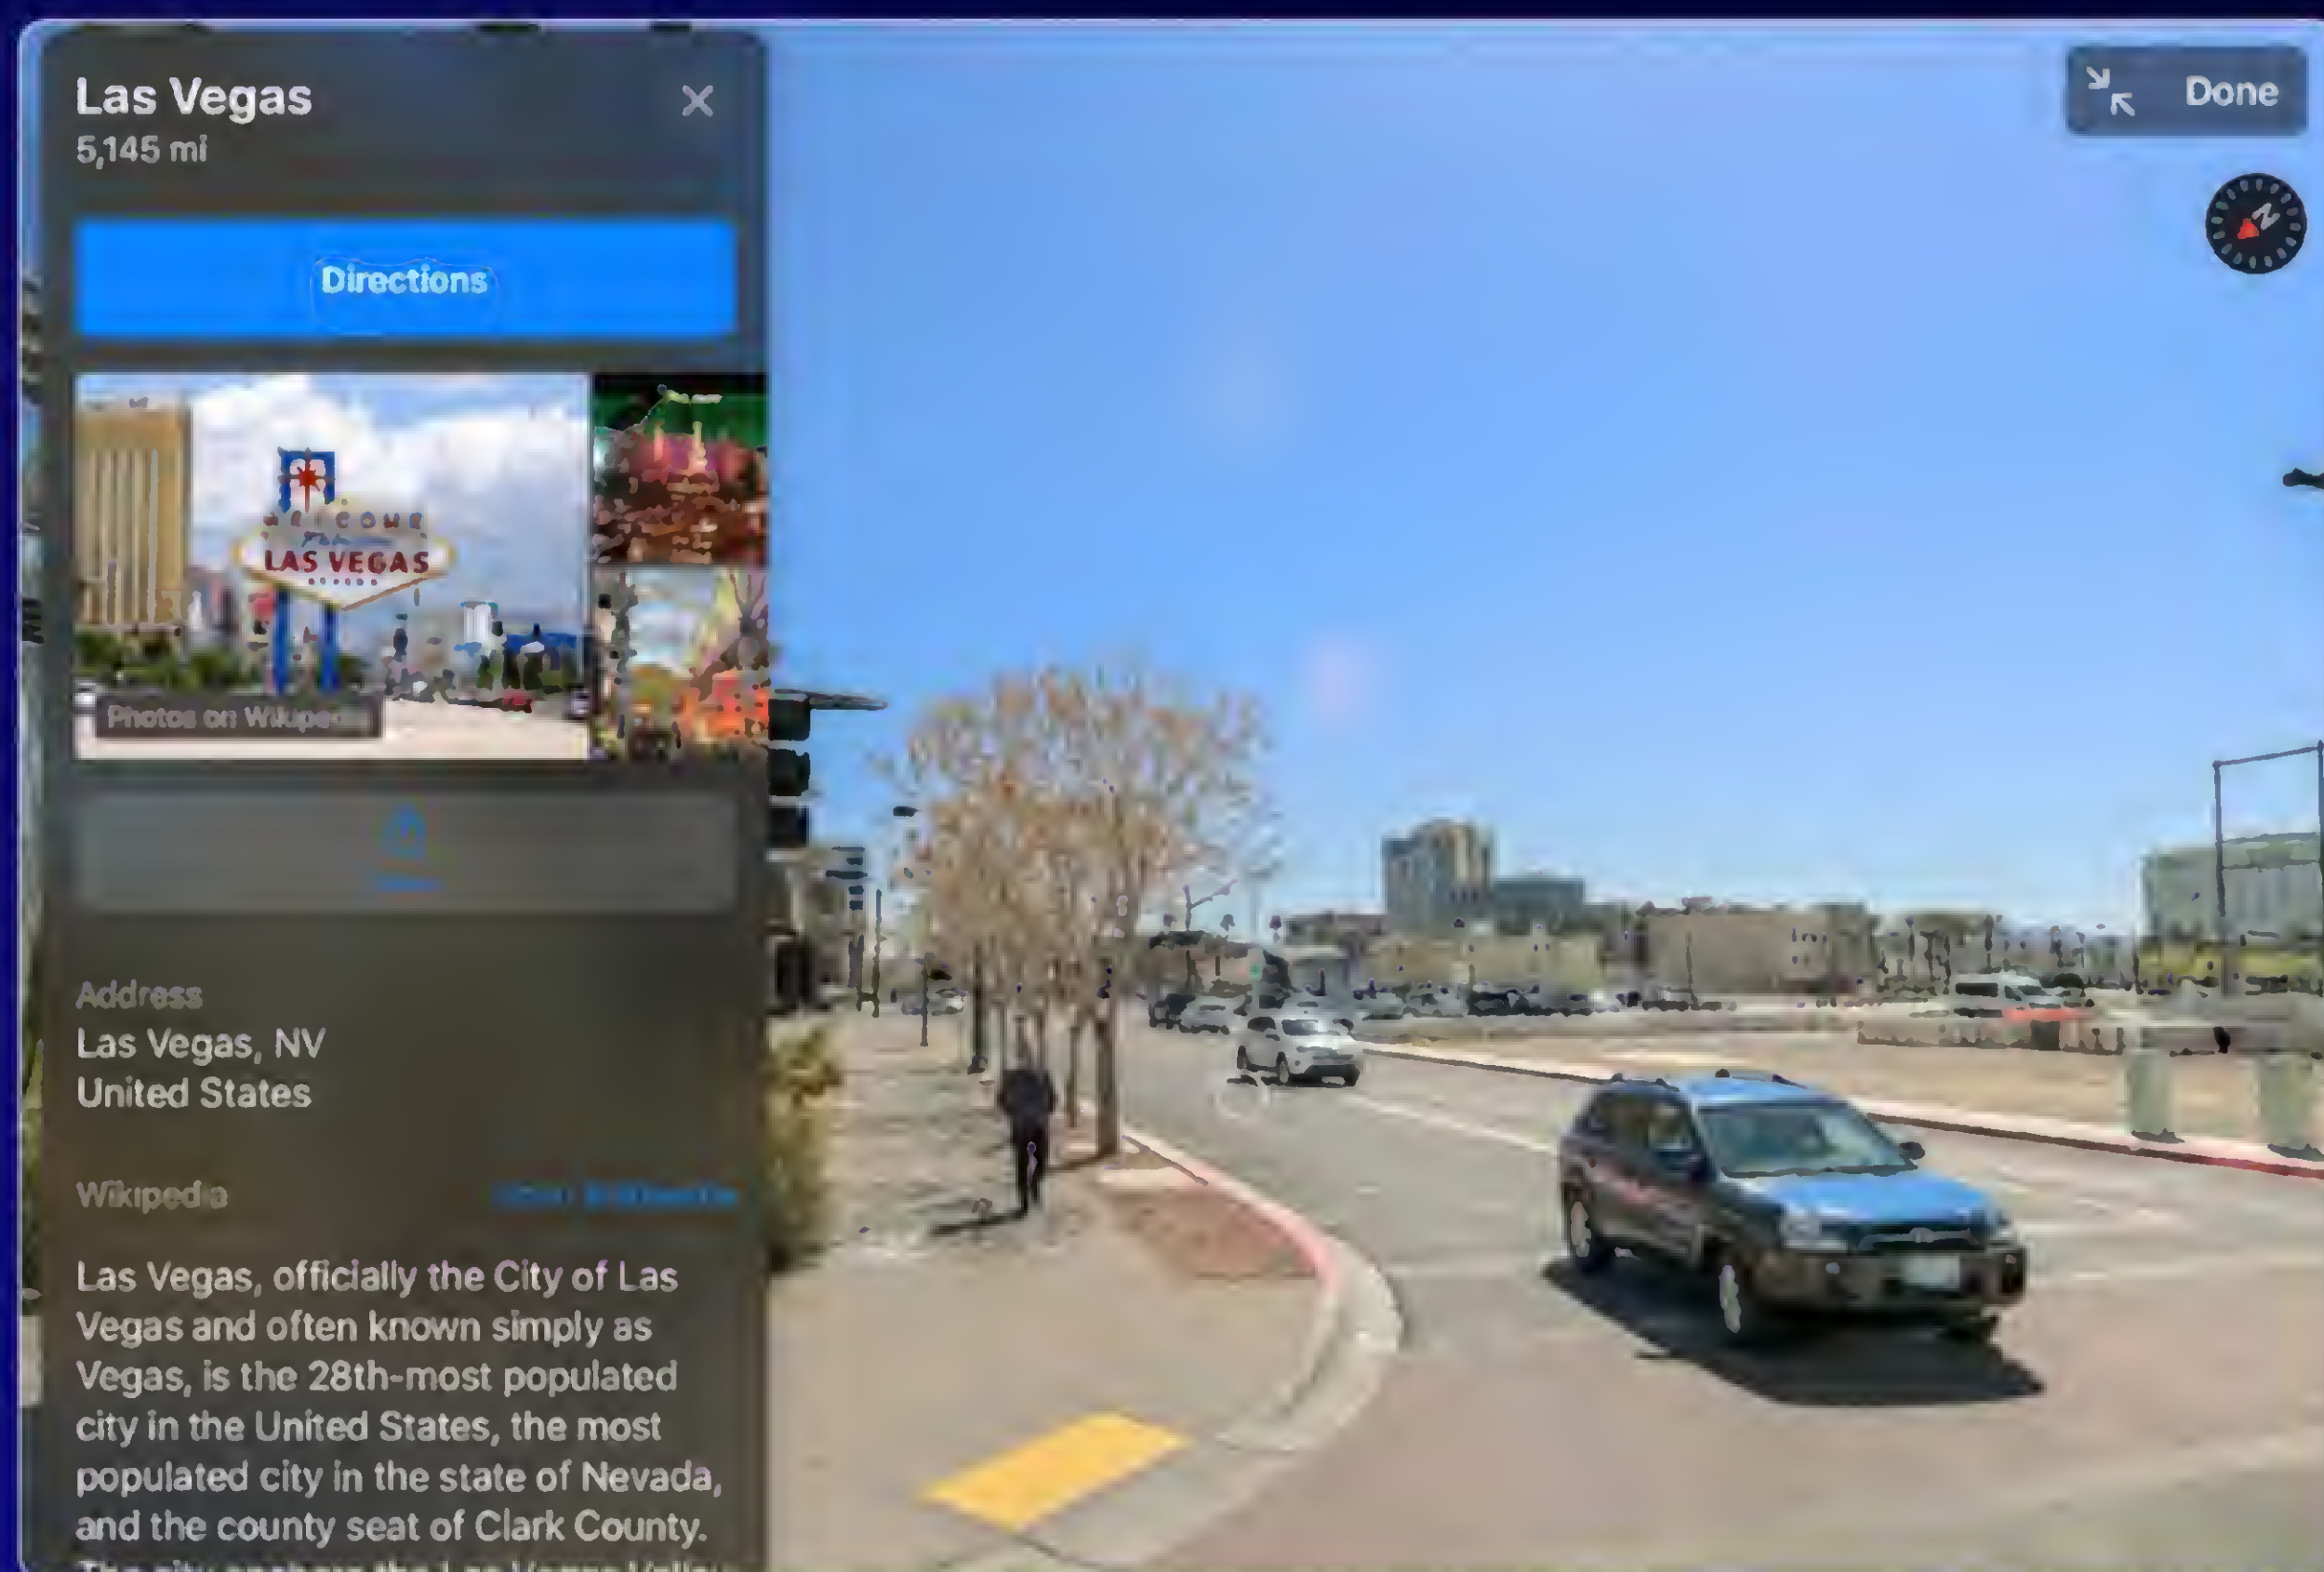 Las Vegas
5,145 mi
Done
N
Directions
WELCOME
LAS VEGAS
Photos on Wikipedia
Address
Las Vegas, NV
United States
Wikipedia
Las Vegas, officially the City of Las
Vegas and often known simply as
Vegas, is the 28th-most populated
city in the United States, the most
populated city in the state of Nevada,
and the county seat of Clark County.